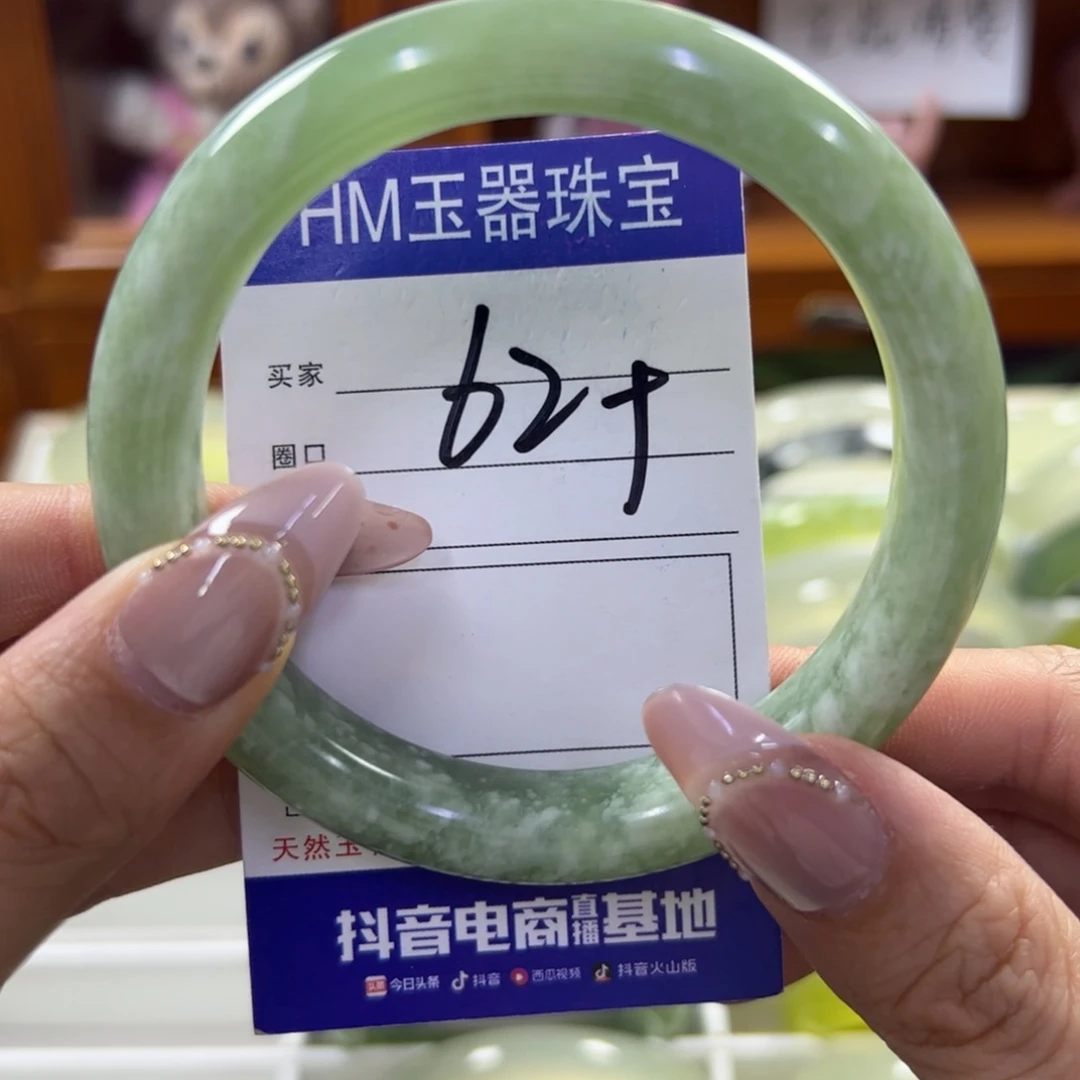 HM玉器珠宝
买家
62+
圈口
天然玉
抖音电商直播基地
今日头条 抖音 西瓜视频 抖音火山版